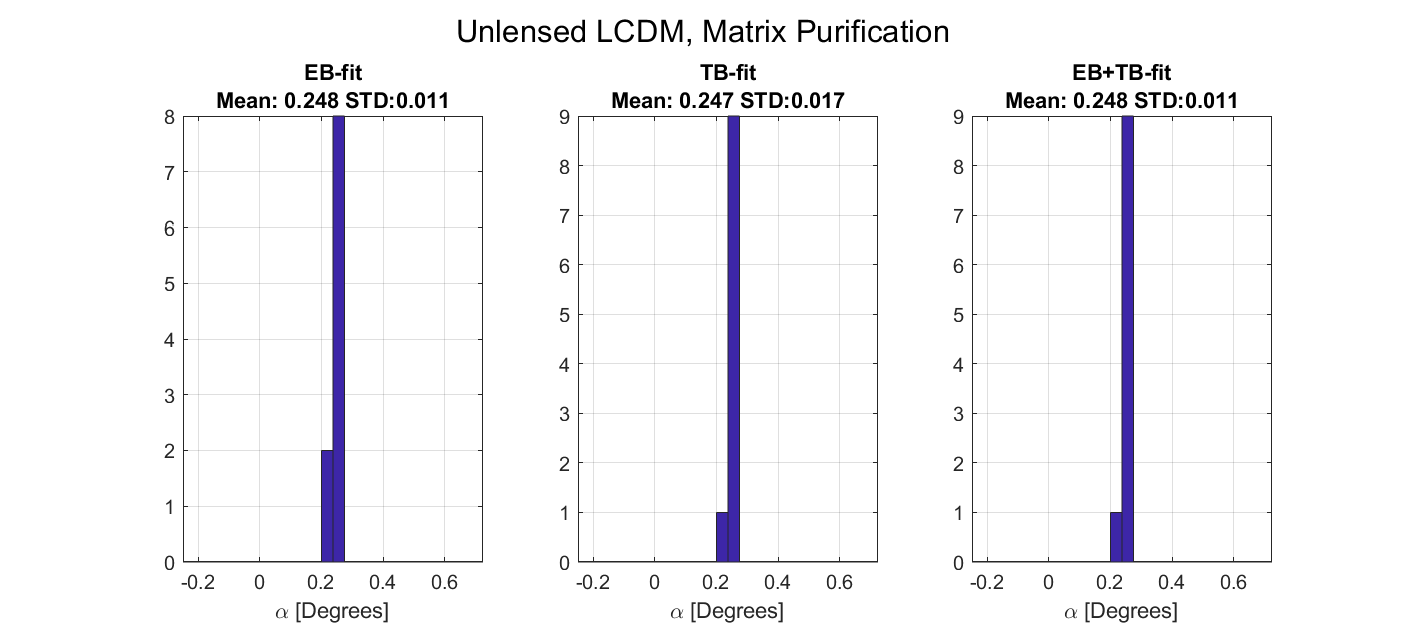 Unlensed LCDM, Matrix Purification
EB-fit
Mean: 0.248 STD:0.011
8
7
6
5
4
3
2
1
0
-0.2 0 0.2 0.4 0.6
α [Degrees]
TB-fit
Mean: 0.247 STD:0.017
9
8
7
6
5
4
3
2
1
0
-0.2 0 0.2 0.4 0.6
α [Degrees]
EB+TB-fit
Mean: 0.248 STD:0.011
9
8
7
6
5
4
3
2
1
0
-0.2 0 0.2 0.4 0.6
α [Degrees]